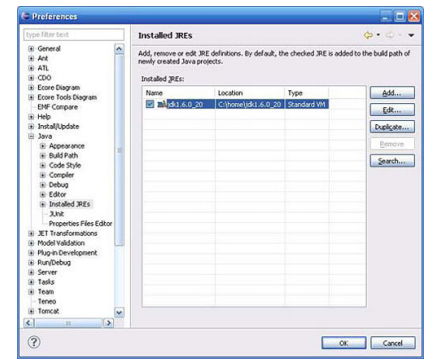 Preferences
type filter text
General
Ant
ATL
CDO
Ecore Diagram
Ecore Tools Diagram
EMF Compare
Help
Install/Update
Java
Appearance
Build Path
Code Style
Compiler
Debug
Editor
Installed JREs
JUnit
Properties Files Editor
JET Transformations
Model Validation
Plug-in Development
Run/Debug
Server
Tasks
Team
Teneo
Tomcat
Installed JREs
Add, remove or edit JRE definitions. By default, the checked JRE is added to the build path of
newly created Java projects.
Installed JREs:
Name Location Type
jdk1.6.0_20 C:\home\jdk1.6.0_20 Standard VM
Add...
Edit...
Duplicate...
Remove
Search...
OK Cancel